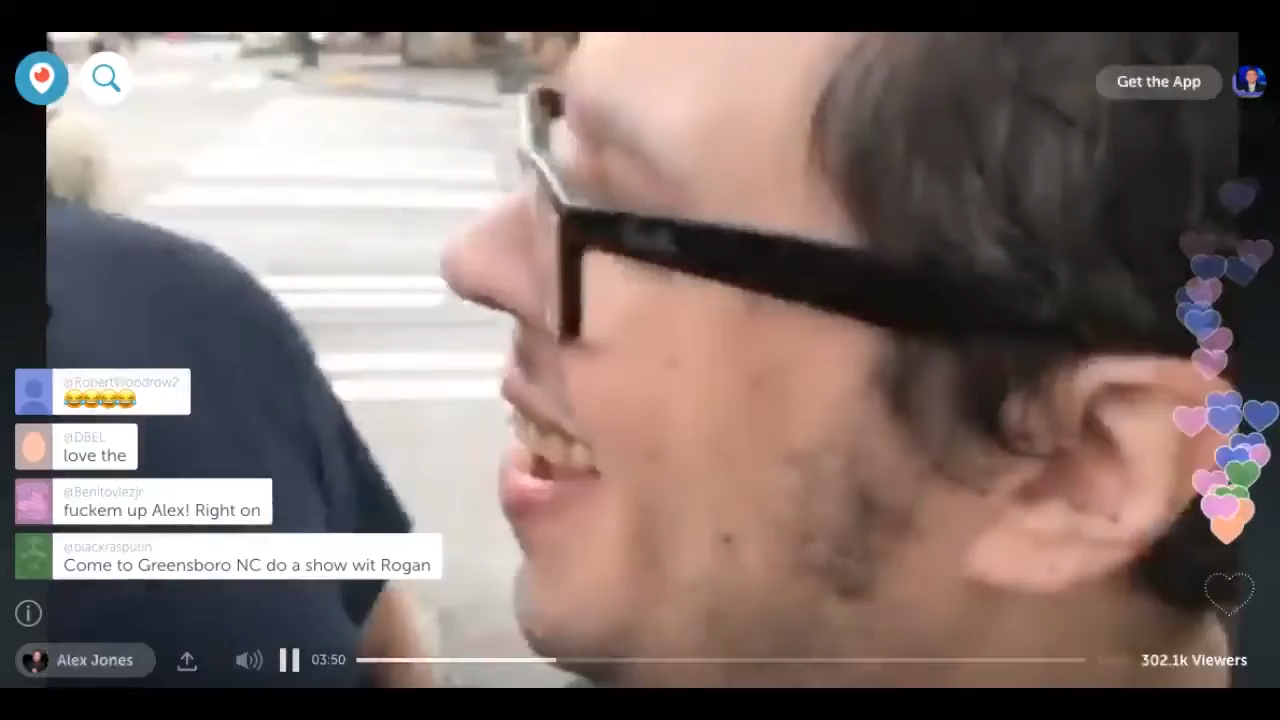 Get the App
@RobertWoodrow2
@DBEL
love the
@Benitovlezjr
fuckem up Alex! Right on
@blackrasputin
Come to Greensboro NC do a show wit Rogan
Alex Jones
03:50
302.1k Viewers